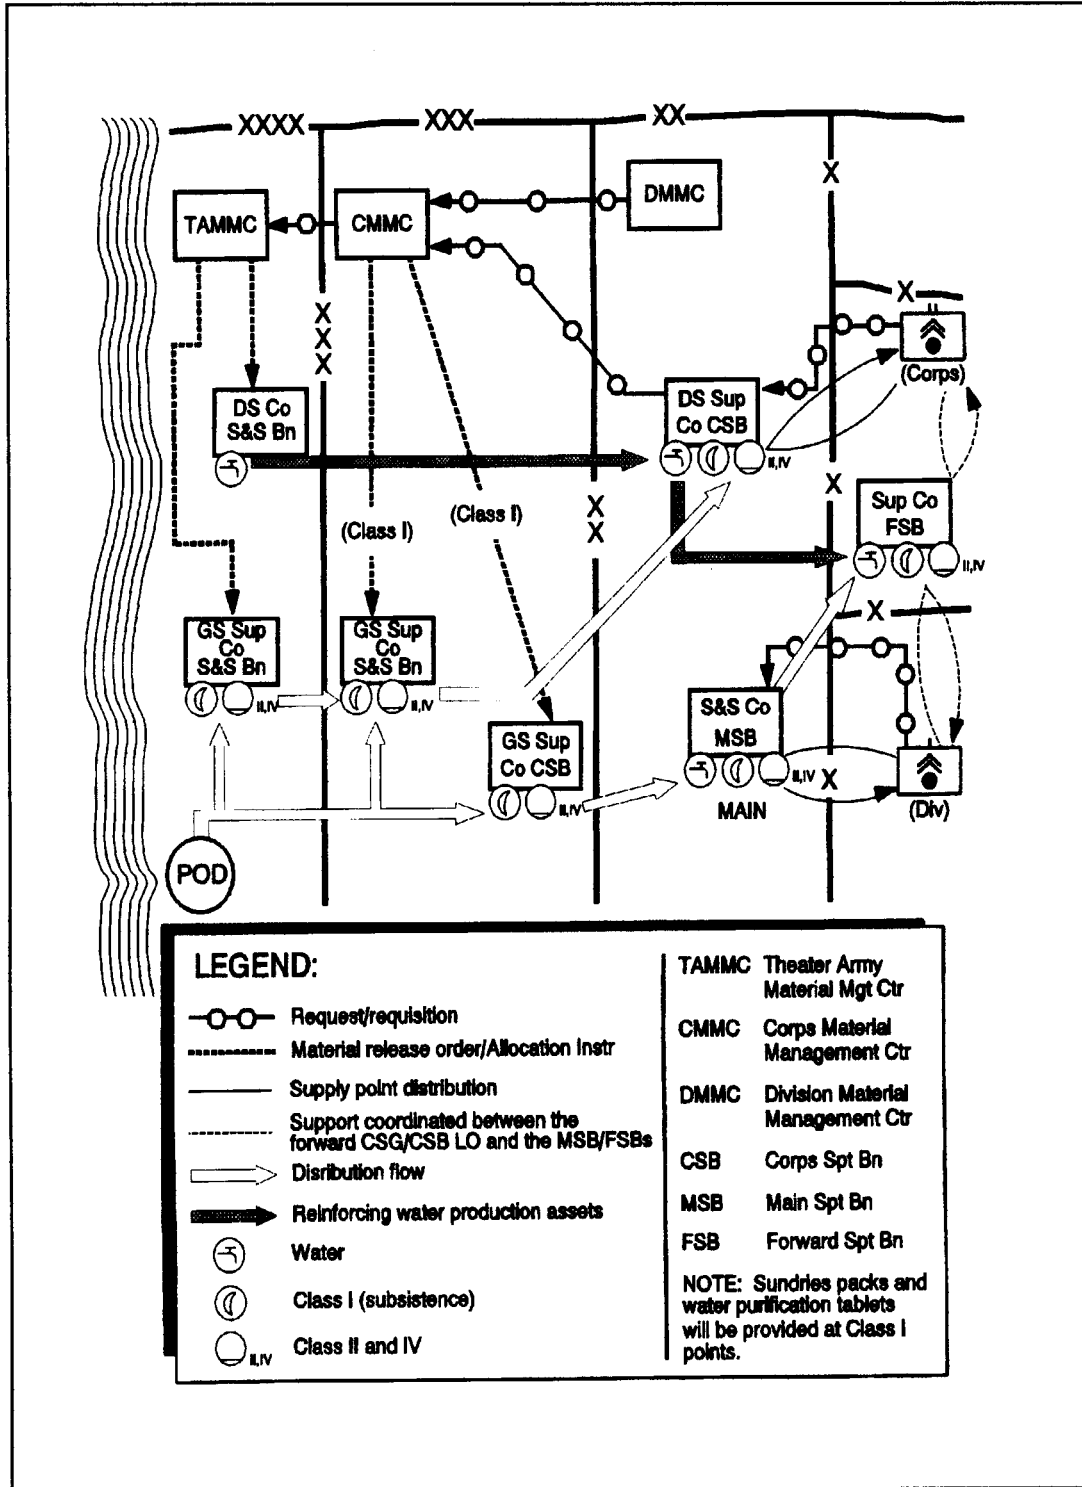 XXXX
XXX
XX
X
TAMMC
CMMC
DMMC
X
X
X
X
X
(Corps)
DS Co
S&S Bn
DS Sup
Co CSB
II,IV
(Class I)
(Class I)
X
X
X
Sup Co
FSB
II,IV
X
GS Sup
Co
S&S Bn
II,IV
GS Sup
Co
S&S Bn
II,IV
GS Sup
Co CSB
II,IV
S&S Co
MSB
II,IV
MAIN
X
(Div)
POD
LEGEND:
Request/requisition
Material release order/Allocation Instr
Supply point distribution
Support coordinated between the
forward CSG/CSB LO and the MSB/FSBs
Disribution flow
Reinforcing water production assets
Water
Class I (subsistence)
II,IV Class II and IV
TAMMC Theater Army
Material Mgt Ctr
CMMC Corps Material
Management Ctr
DMMC Division Material
Management Ctr
CSB Corps Spt Bn
MSB Main Spt Bn
FSB Forward Spt Bn
NOTE: Sundries packs and
water purification tablets
will be provided at Class I
points.